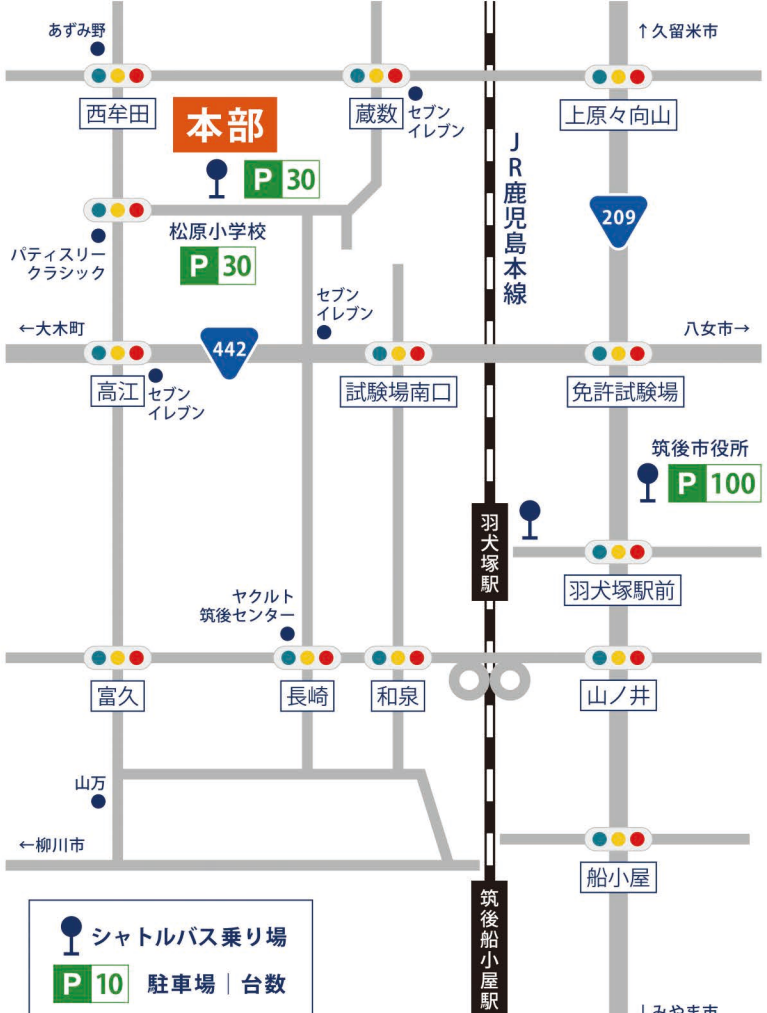 あずみ野
↑久留米市
西牟田
本部
蔵数
セブン
イレブン
上原々向山
P 30
JR鹿児島本線
209
松原小学校
P 30
パティスリー
クラシック
セブン
イレブン
←大木町
442
八女市→
高江
セブン
イレブン
試験場南口
免許試験場
筑後市役所
P 100
羽犬塚駅
羽犬塚駅前
ヤクルト
筑後センター
富久
長崎
和泉
山ノ井
山万
←柳川市
船小屋
筑後船小屋駅
シャトルバス乗り場
P 10 駐車場｜台数